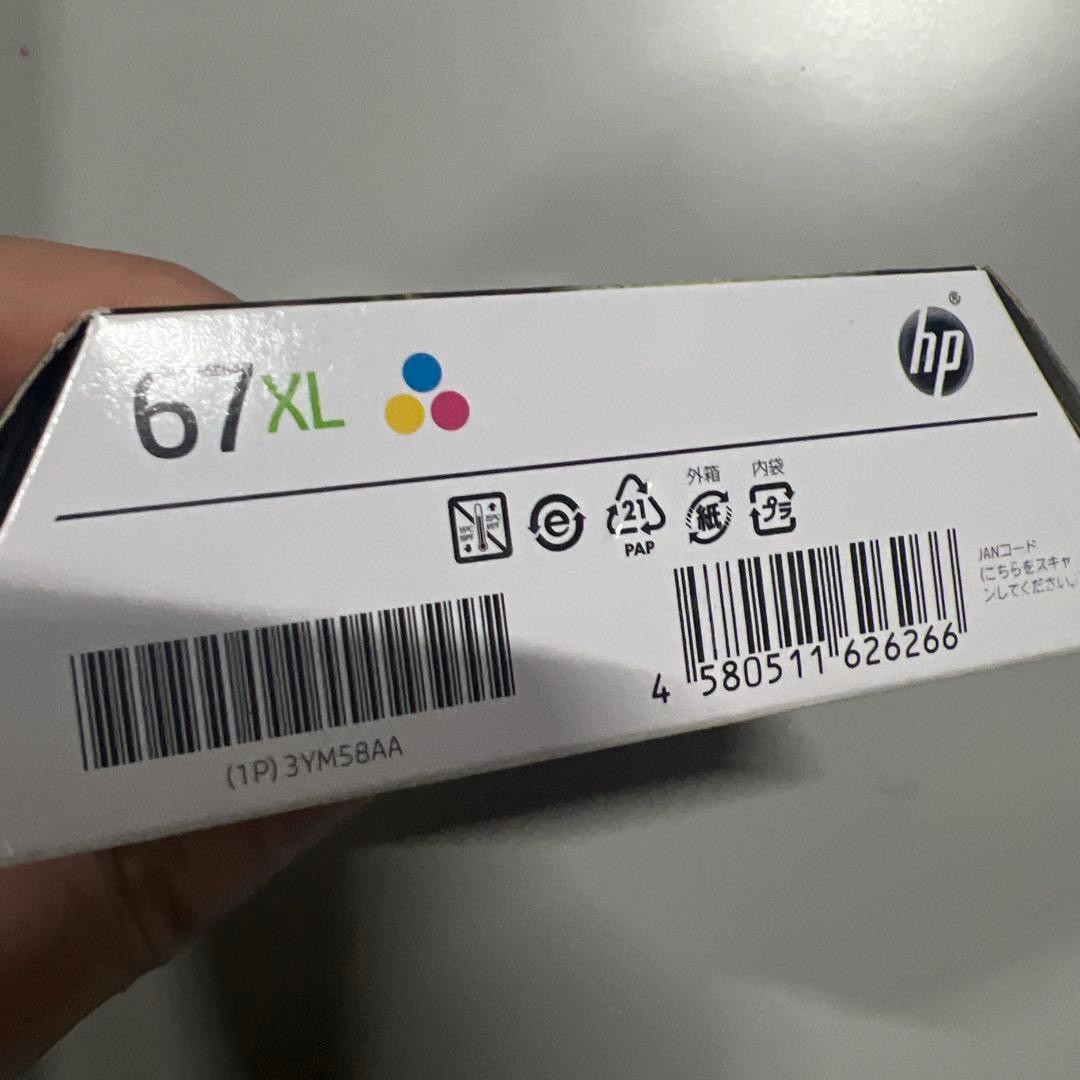 67XL
hp®
外箱
内袋
e
21
PAP
紙
プラ
JANコード
(こちらをスキャ
ンしてください。
4 580511 626266
(1P) 3YM58AA